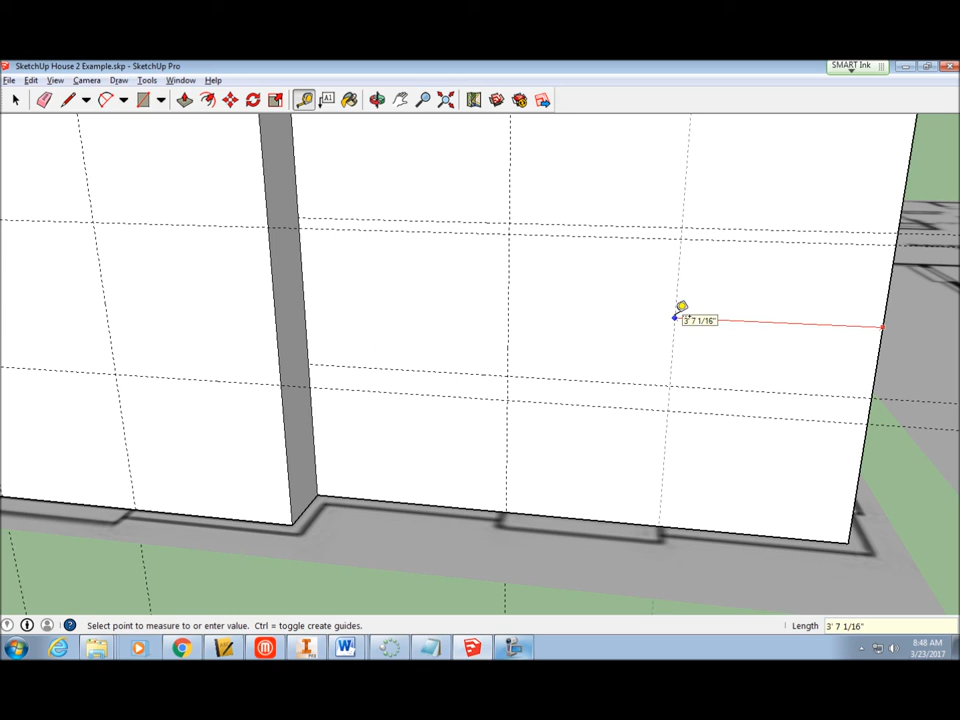 SketchUp House 2 Example.skp - SketchUp Pro
SMART Ink
File Edit View Camera Draw Tools Window Help
A1
3' 7 1/16"
Select point to measure to or enter value. Ctrl = toggle create guides.
Length 3' 7 1/16"
PRO
8:48 AM
3/23/2017